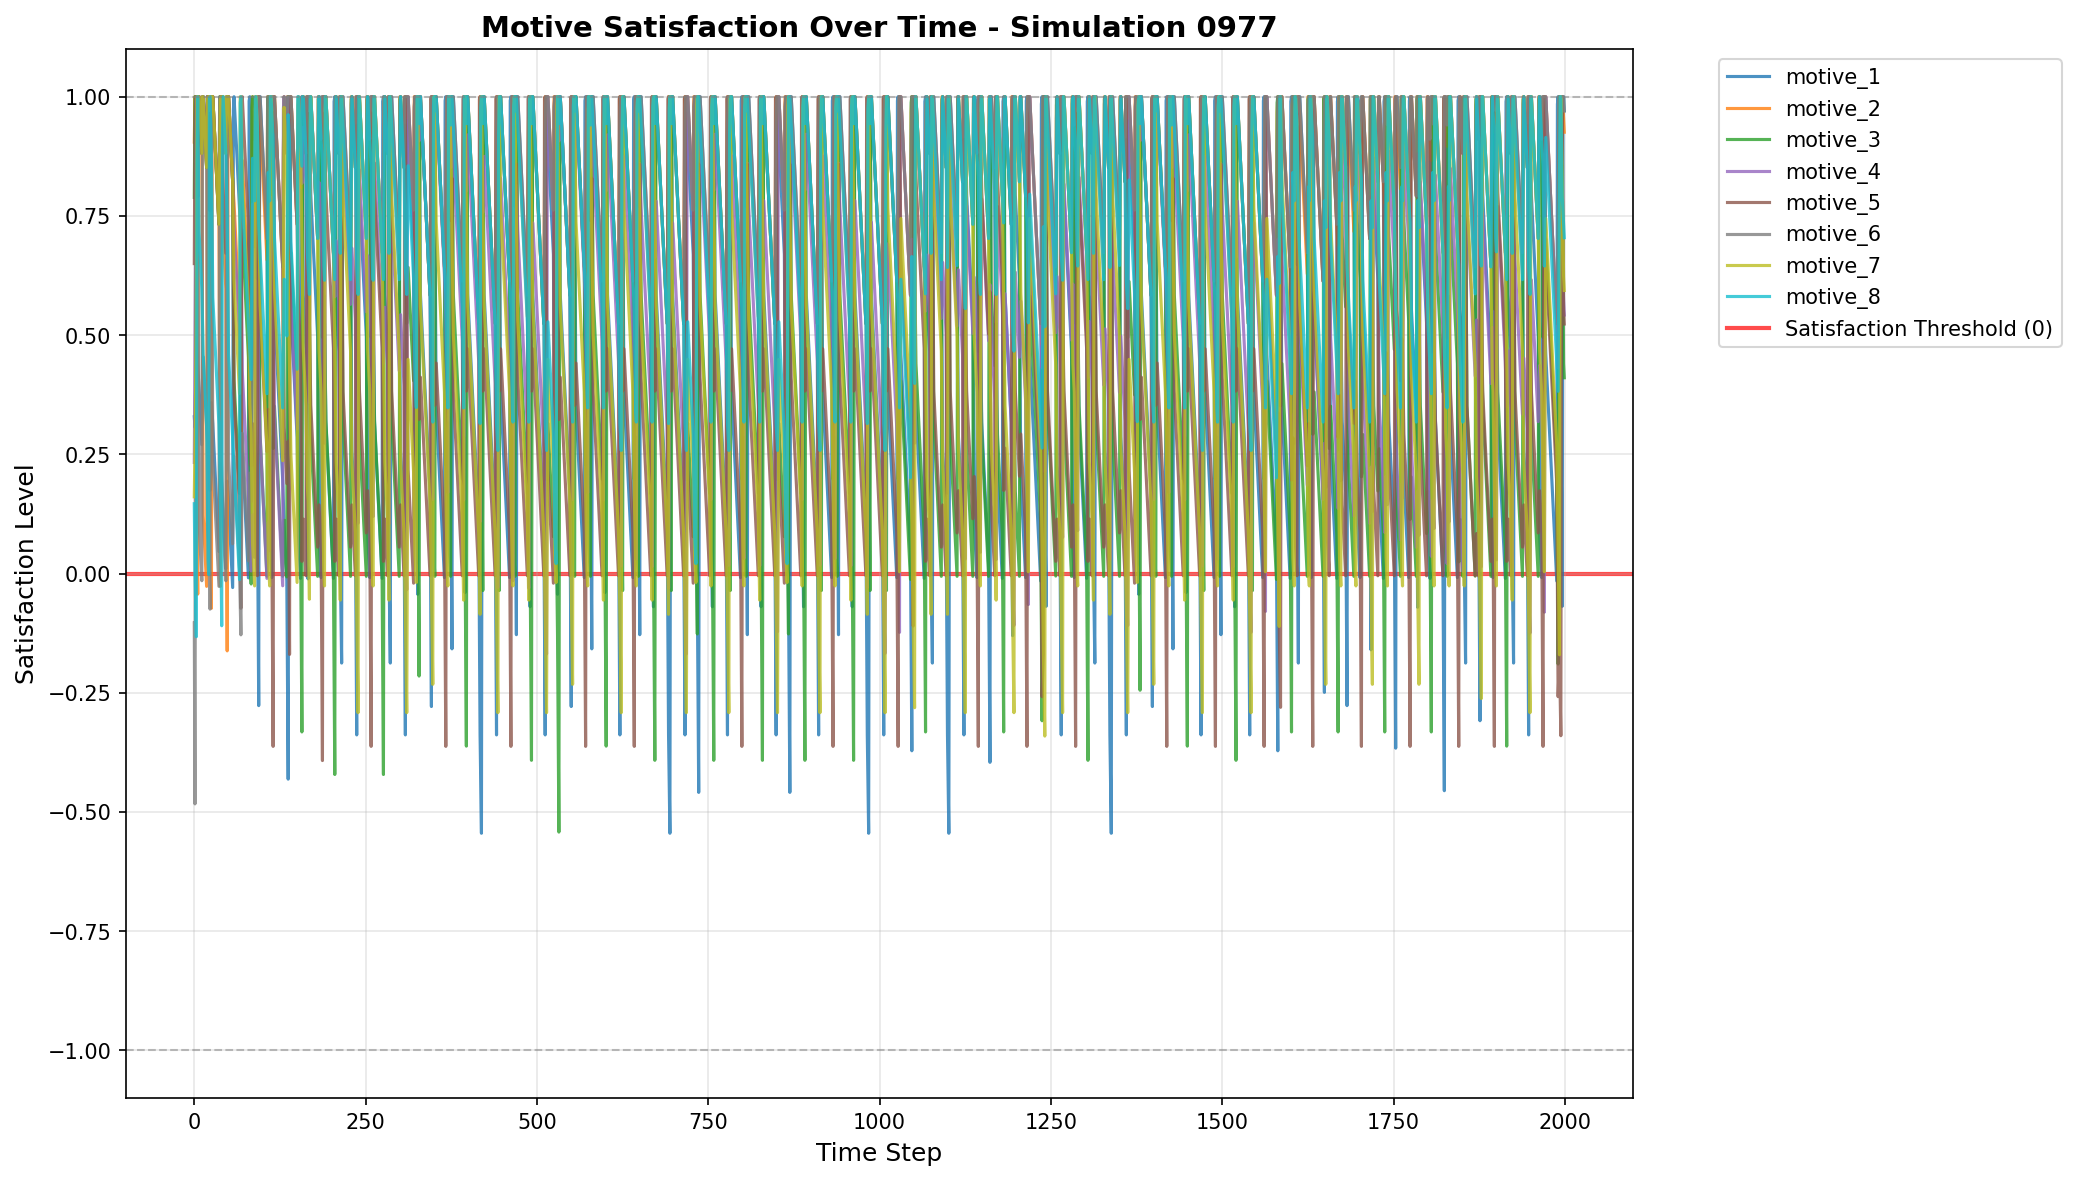 Motive Satisfaction Over Time - Simulation 0977
Satisfaction Level
1.00
0.75
0.50
0.25
0.00
−0.25
−0.50
−0.75
−1.00
0
250
500
750
1000
1250
1500
1750
2000
Time Step
motive_1
motive_2
motive_3
motive_4
motive_5
motive_6
motive_7
motive_8
Satisfaction Threshold (0)